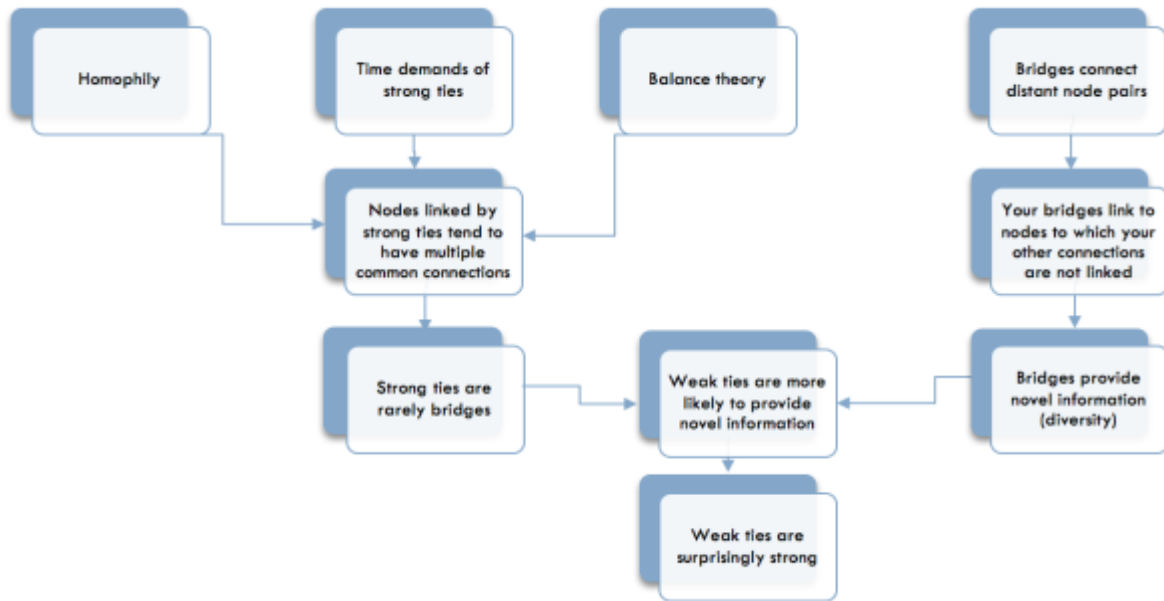 Homophily
Time demands of
strong ties
Balance theory
Bridges connect
distant node pairs
Nodes linked by
strong ties tend to
have multiple
common connections
Your bridges link to
nodes to which your
other connections
are not linked
Strong ties are
rarely bridges
Weak ties are more
likely to provide
novel information
Bridges provide
novel information
(diversity)
Weak ties are
surprisingly strong